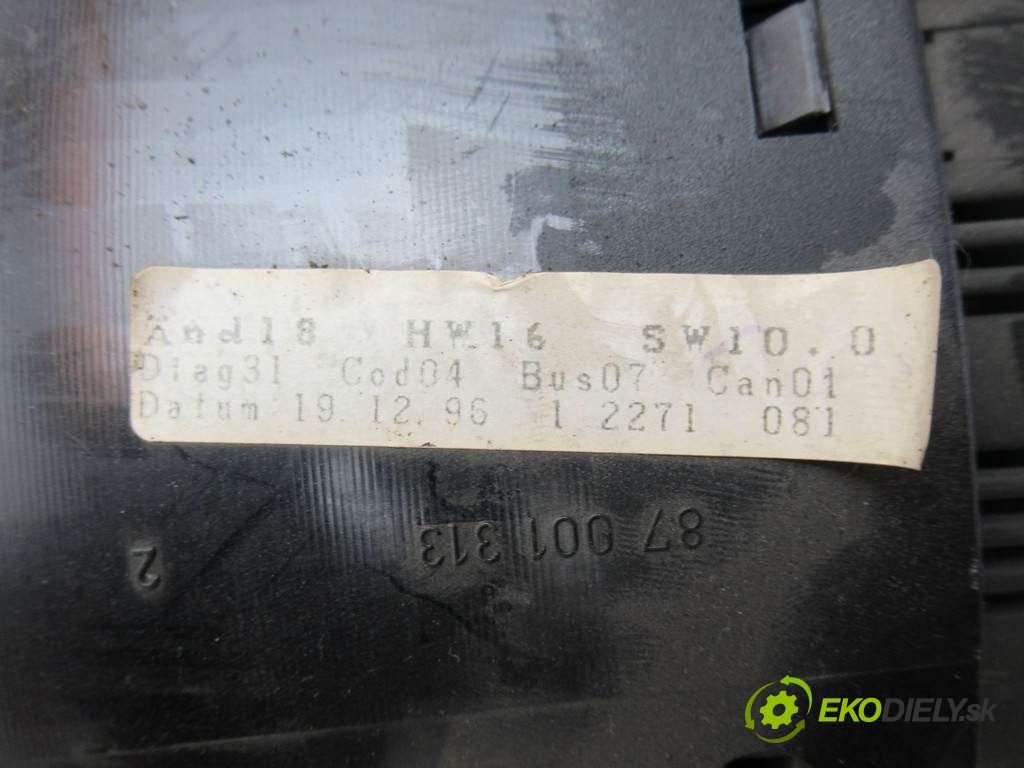 Änd18 HW16 SW10.0
Diag31 Cod04 Bus07 Can01
Datum 19.12.96 1 2271 081
87 001 313
2
EKODIELY.sk